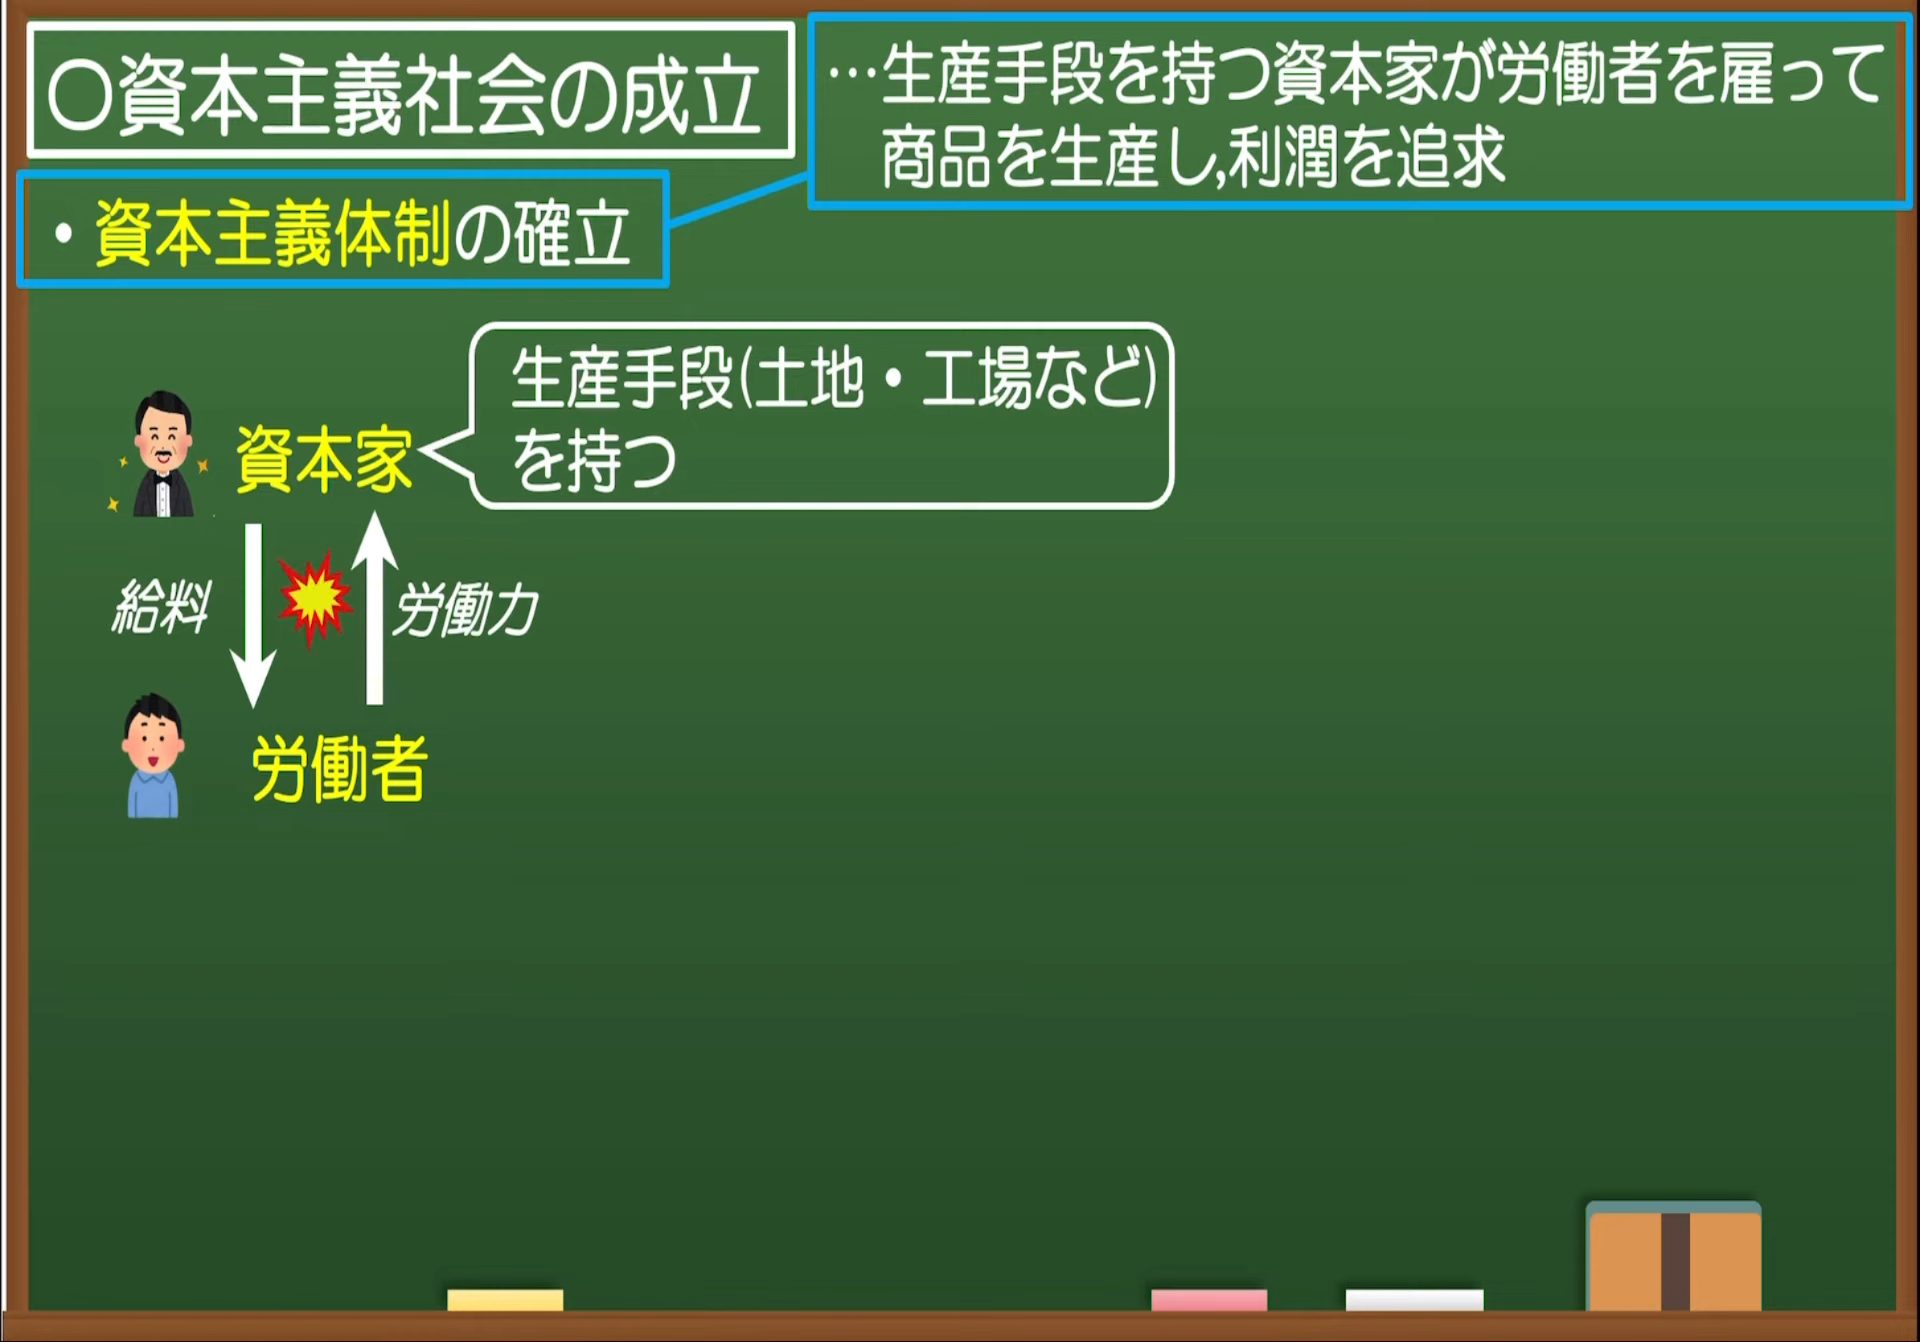 〇資本主義社会の成立
…生産手段を持つ資本家が労働者を雇って
商品を生産し,利潤を追求
・資本主義体制の確立
生産手段(土地・工場など)
を持つ
資本家
給料
労働力
労働者